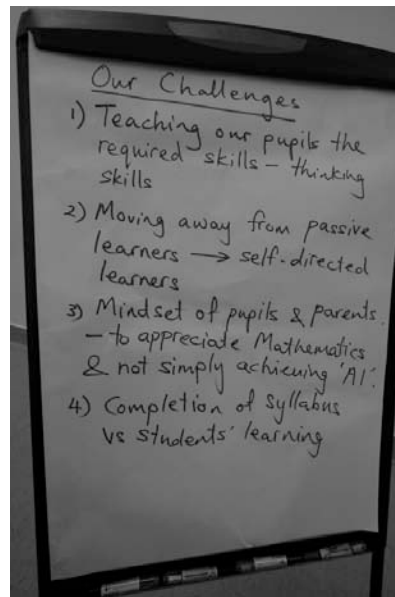 Our Challenges
1) Teaching our pupils the
required skills – thinking
skills
2) Moving away from passive
learners → self-directed
learners
3) Mindset of pupils & parents.
– to appreciate Mathematics
& not simply achieving 'A1'.
4) Completion of syllabus
vs students' learning